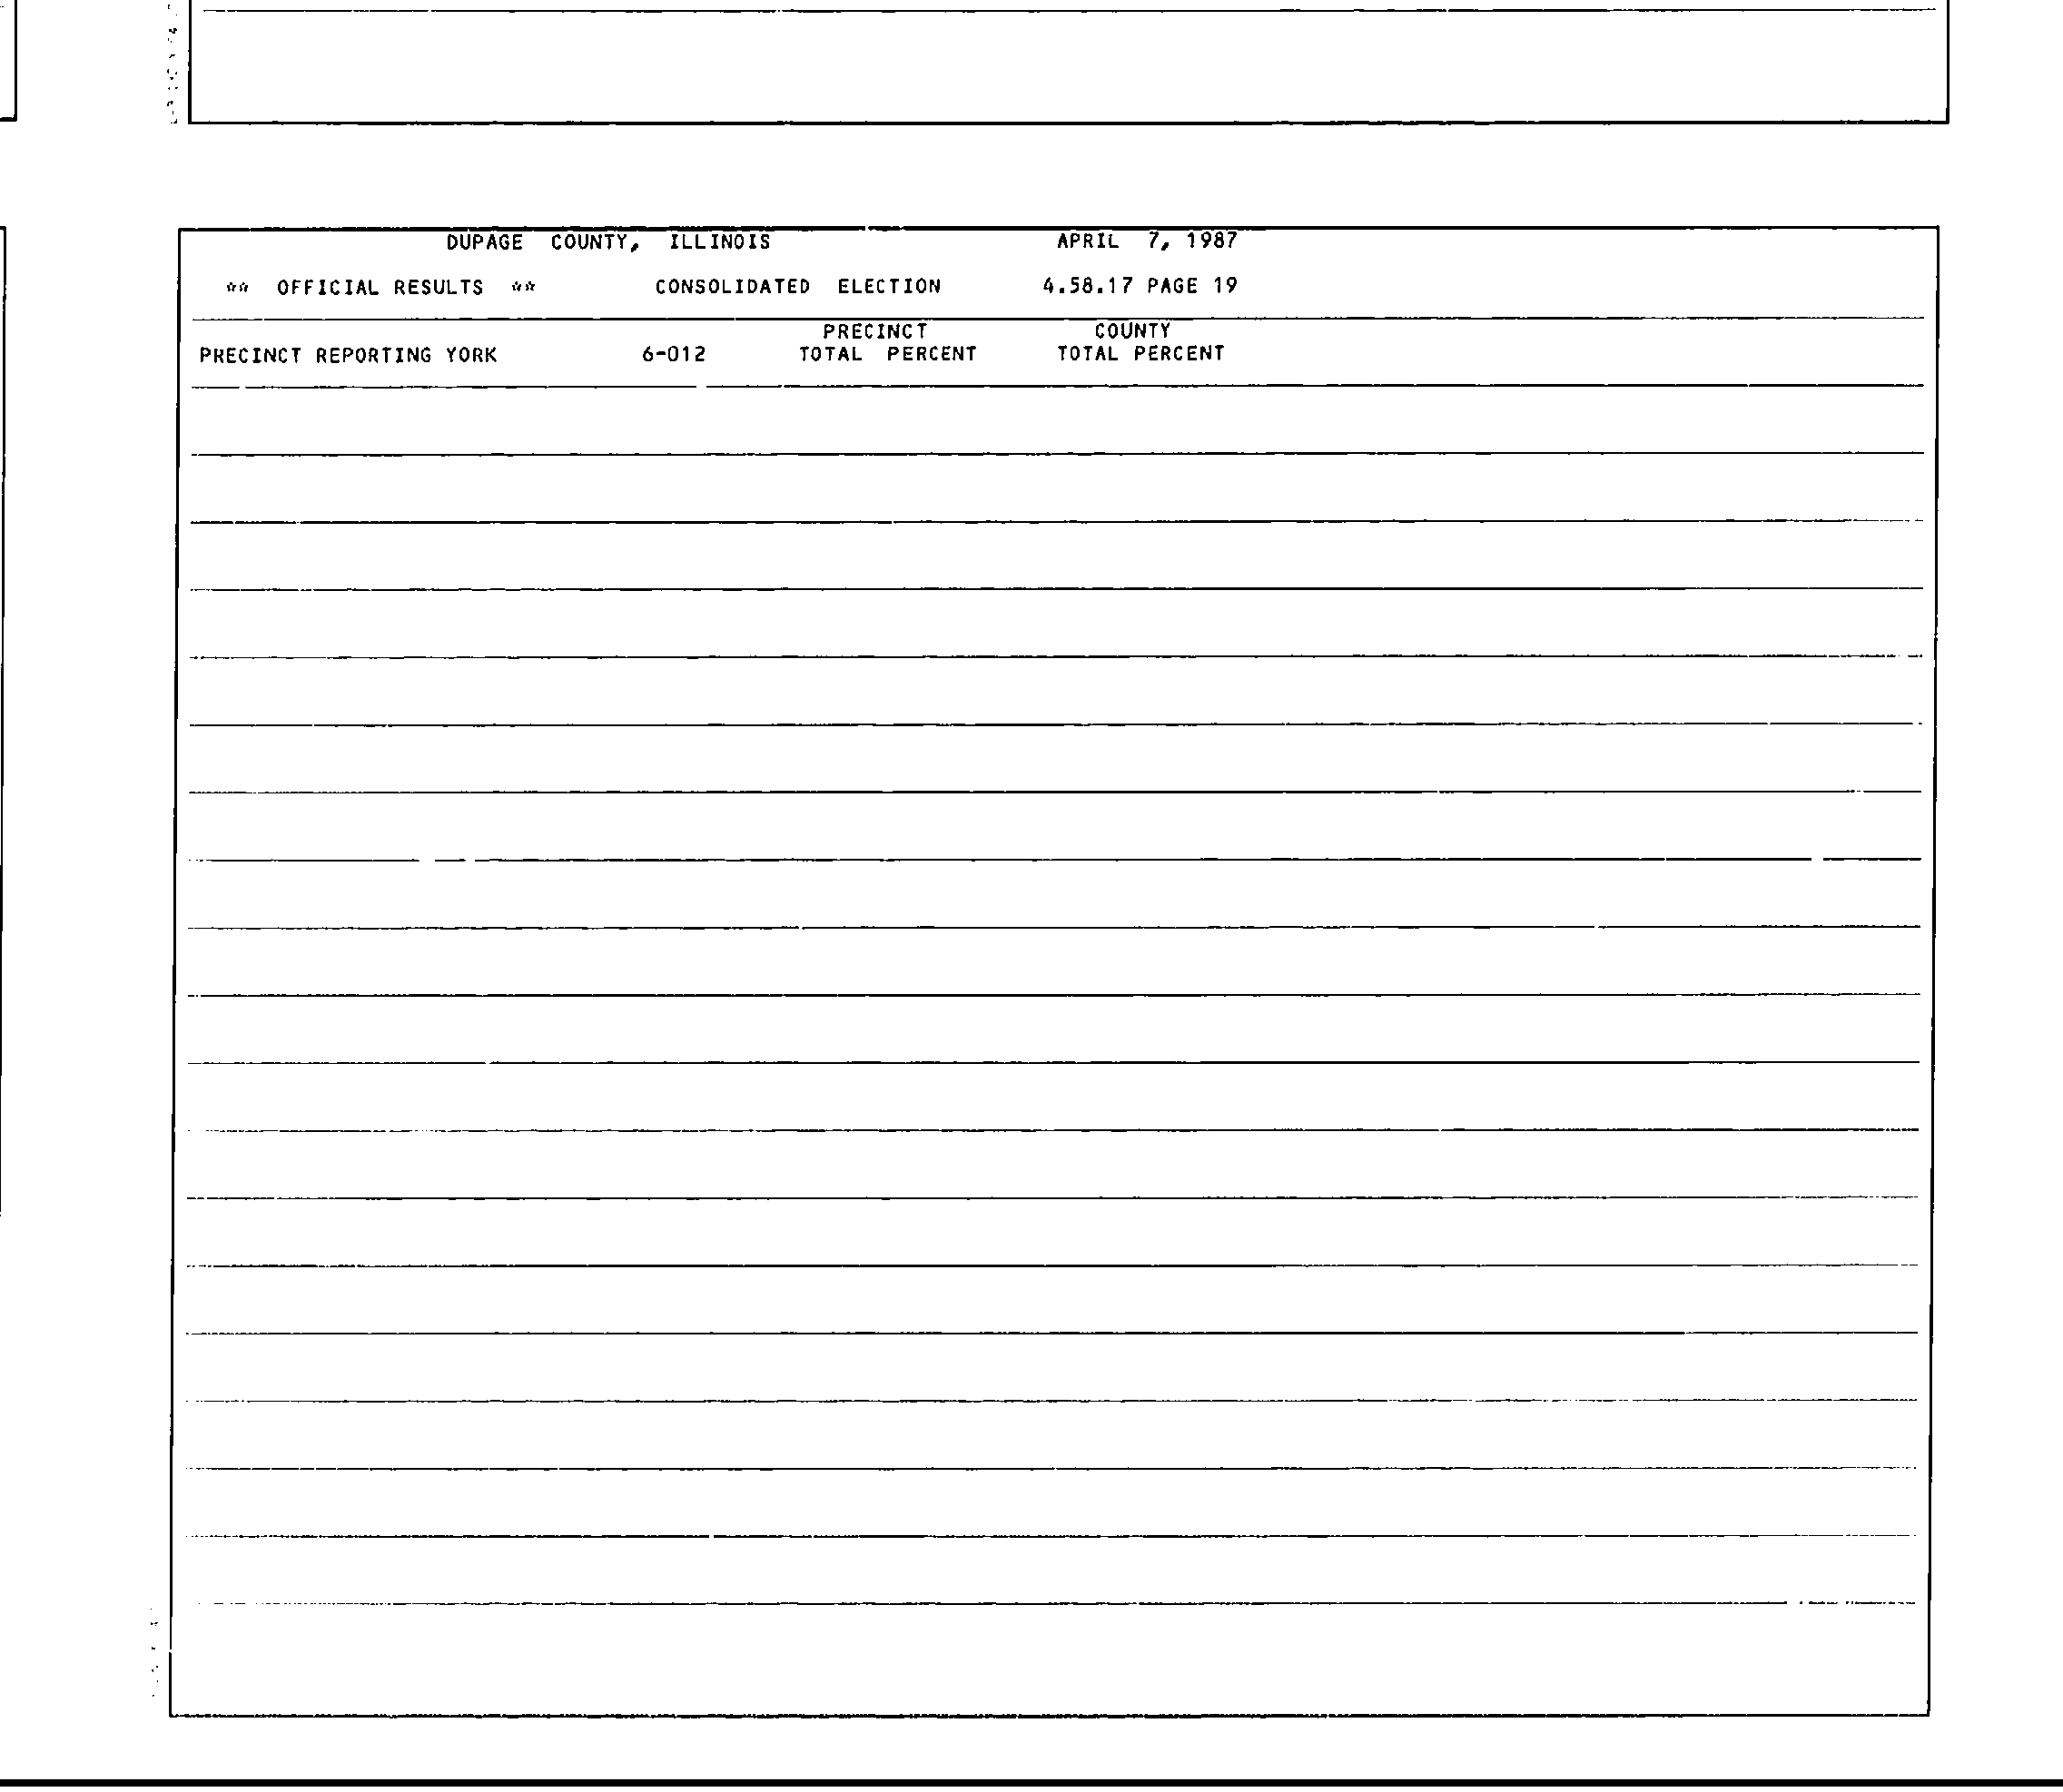 DUPAGE COUNTY, ILLINOIS APRIL 7, 1987
** OFFICIAL RESULTS ** CONSOLIDATED ELECTION 4.58.17 PAGE 19
PRECINCT COUNTY
PRECINCT REPORTING YORK 6-012 TOTAL PERCENT TOTAL PERCENT